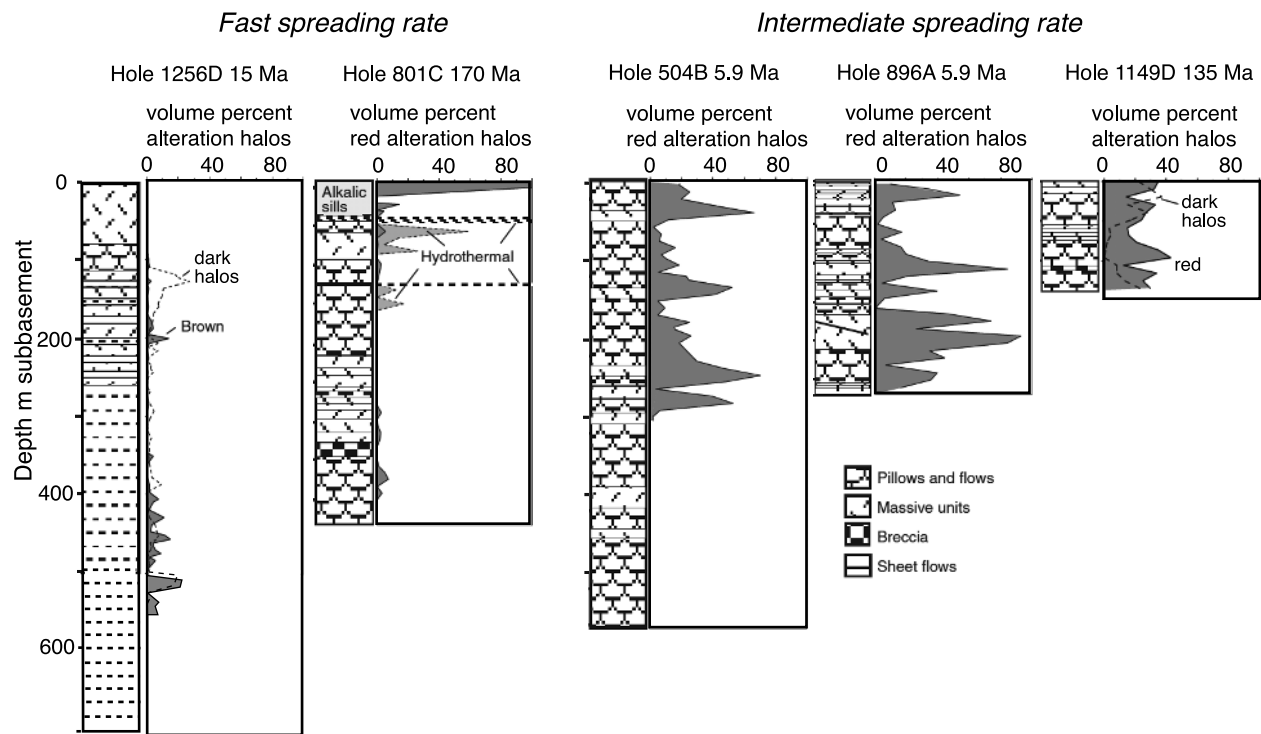 Fast spreading rate
Intermediate spreading rate
Hole 1256D 15 Ma
Hole 801C 170 Ma
Hole 504B 5.9 Ma
Hole 896A 5.9 Ma
Hole 1149D 135 Ma
volume percent
alteration halos
volume percent
red alteration halos
volume percent
red alteration halos
volume percent
red alteration halos
volume percent
alteration halos
0 40 80
0 40 80
0 40 80
0 40 80
0 40 80
Depth m subbasement
0
200
400
600
dark
halos
Brown
Alkalic
sills
Hydrothermal
dark
halos
red
Pillows and flows
Massive units
Breccia
Sheet flows